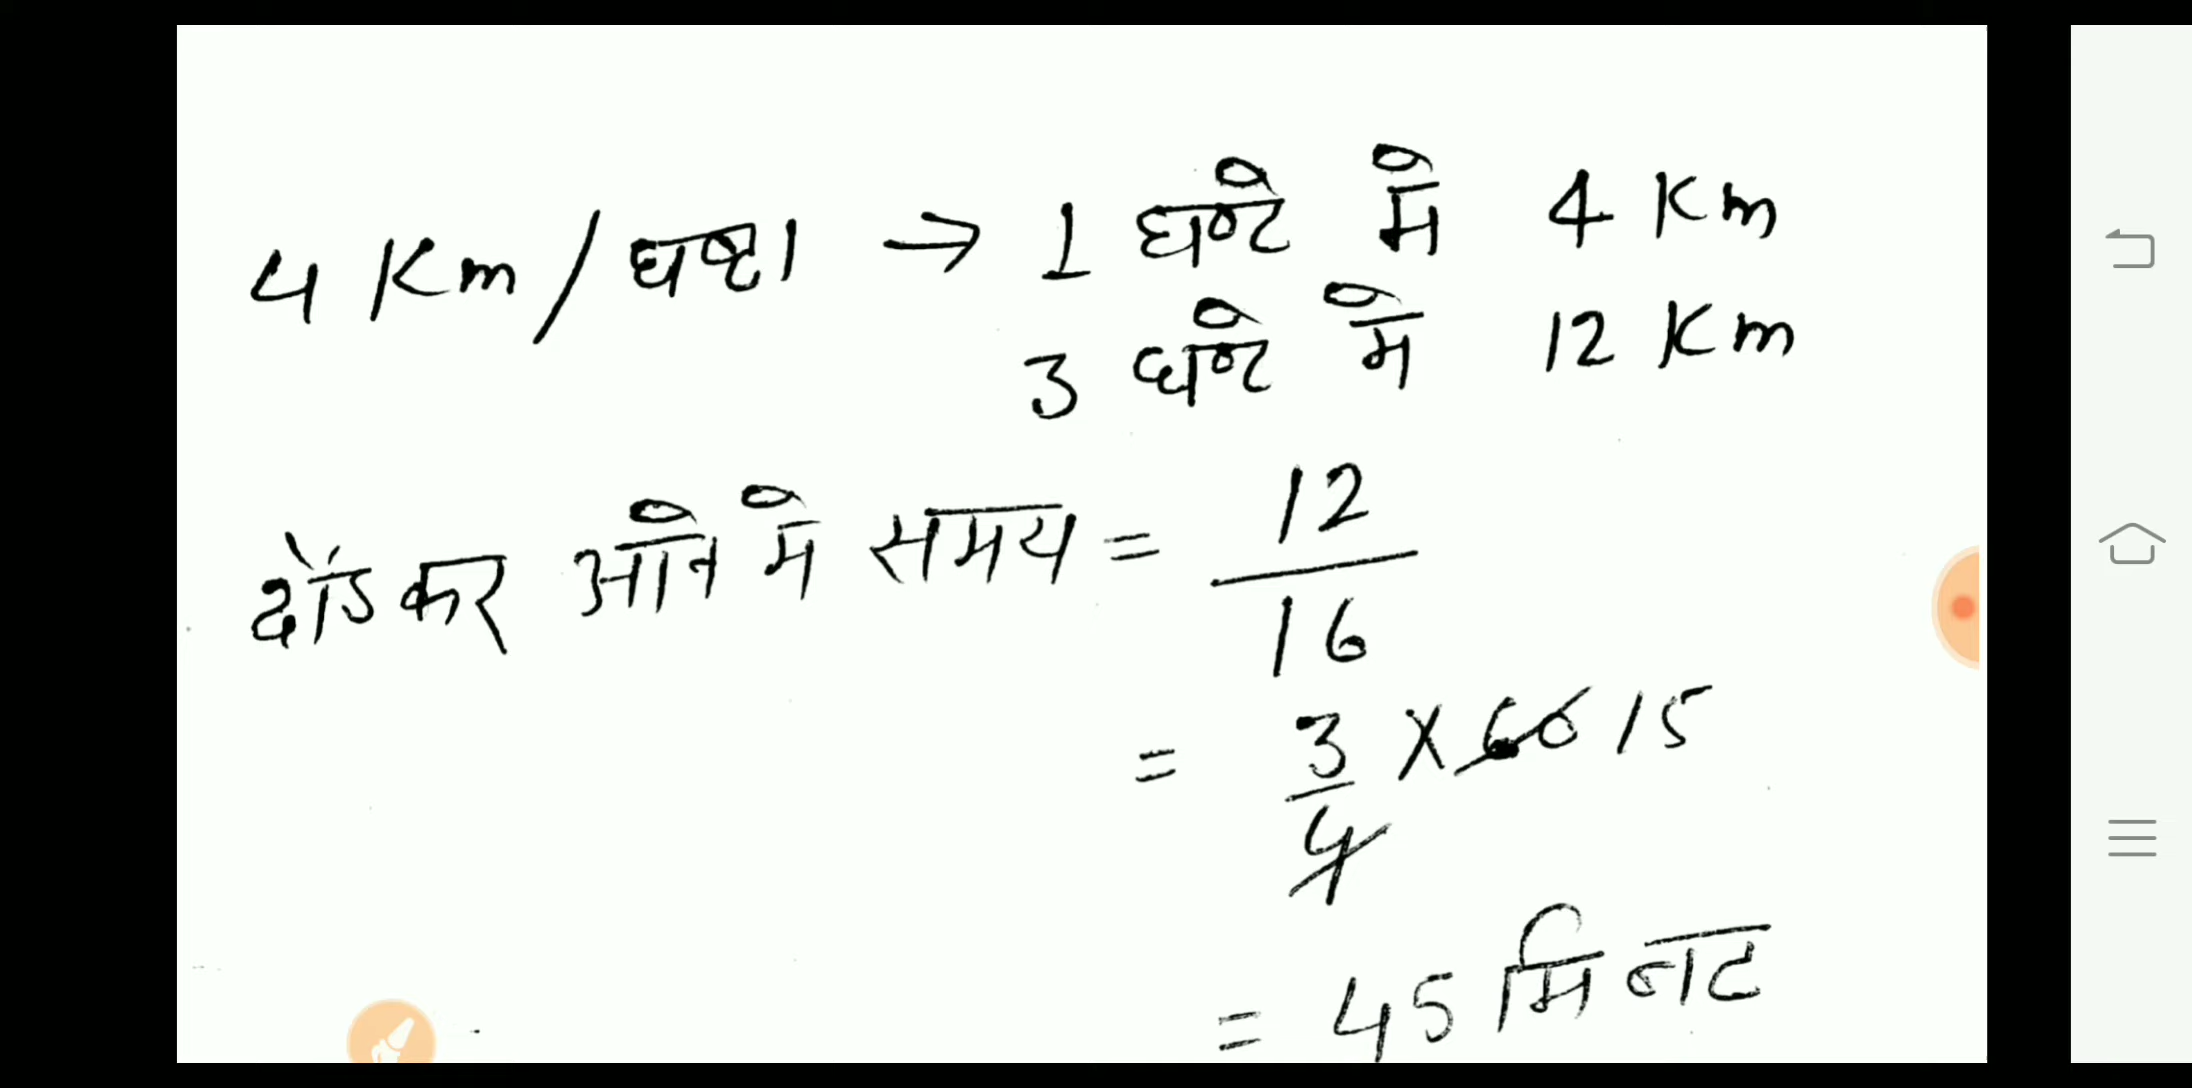 4 Km/घण्टा → 1 घण्टे में 4 Km
3 घण्टे में 12 Km
दौडकर आने में समय = 12/16
= 3/4 × 60 15
= 45 मिनट